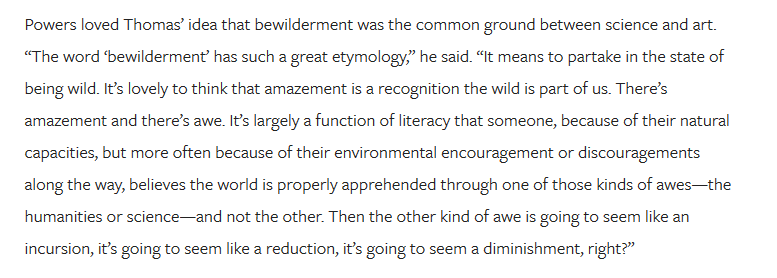 Powers loved Thomas’ idea that bewilderment was the common ground between science and art.
“The word ‘bewilderment’ has such a great etymology,” he said. “It means to partake in the state of
being wild. It’s lovely to think that amazement is a recognition the wild is part of us. There’s
amazement and there’s awe. It’s largely a function of literacy that someone, because of their natural
capacities, but more often because of their environmental encouragement or discouragements
along the way, believes the world is properly apprehended through one of those kinds of awes—the
humanities or science—and not the other. Then the other kind of awe is going to seem like an
incursion, it’s going to seem like a reduction, it’s going to seem a diminishment, right?”